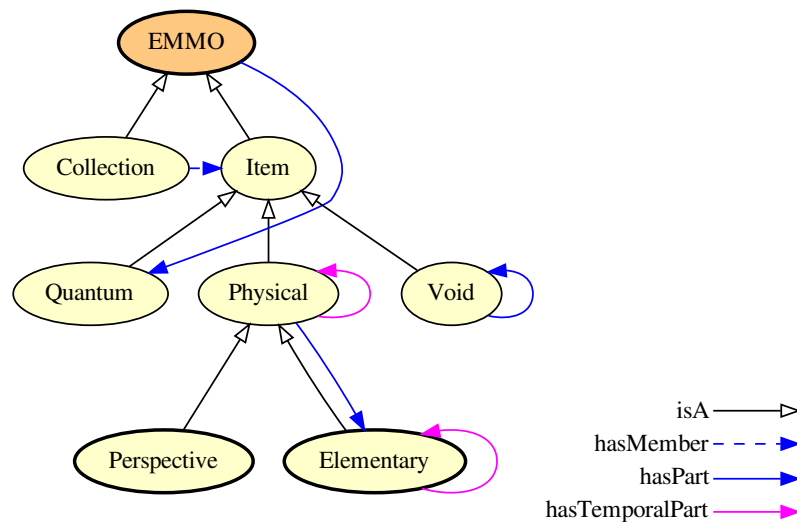 EMMO
Collection
Item
Quantum
Physical
Void
Perspective
Elementary
isA
hasMember
hasPart
hasTemporalPart